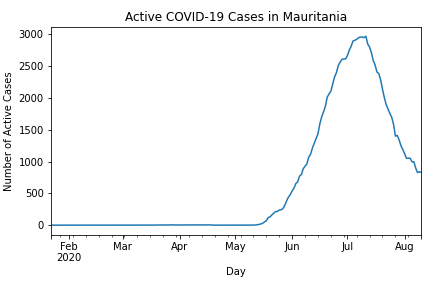 Active COVID-19 Cases in Mauritania
Number of Active Cases
3000
2500
2000
1500
1000
500
0
Feb Mar Apr May Jun Jul Aug
2020
Day